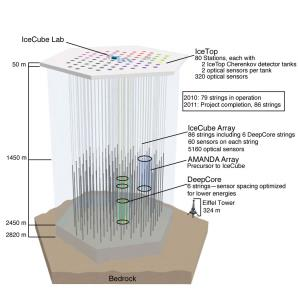 IceCube Lab
IceTop
80 Stations, each with
2 IceTop Cherenkov detector tanks
2 optical sensors per tank
320 optical sensors
50 m
2010: 79 strings in operation
2011: Project completion, 86 strings
IceCube Array
86 strings including 6 DeepCore strings
60 sensors on each string
5160 optical sensors
1450 m
AMANDA Array
Precursor to IceCube
DeepCore
6 strings—sensor spacing optimized
for lower energies
Eiffel Tower
324 m
2450 m
2820 m
Bedrock